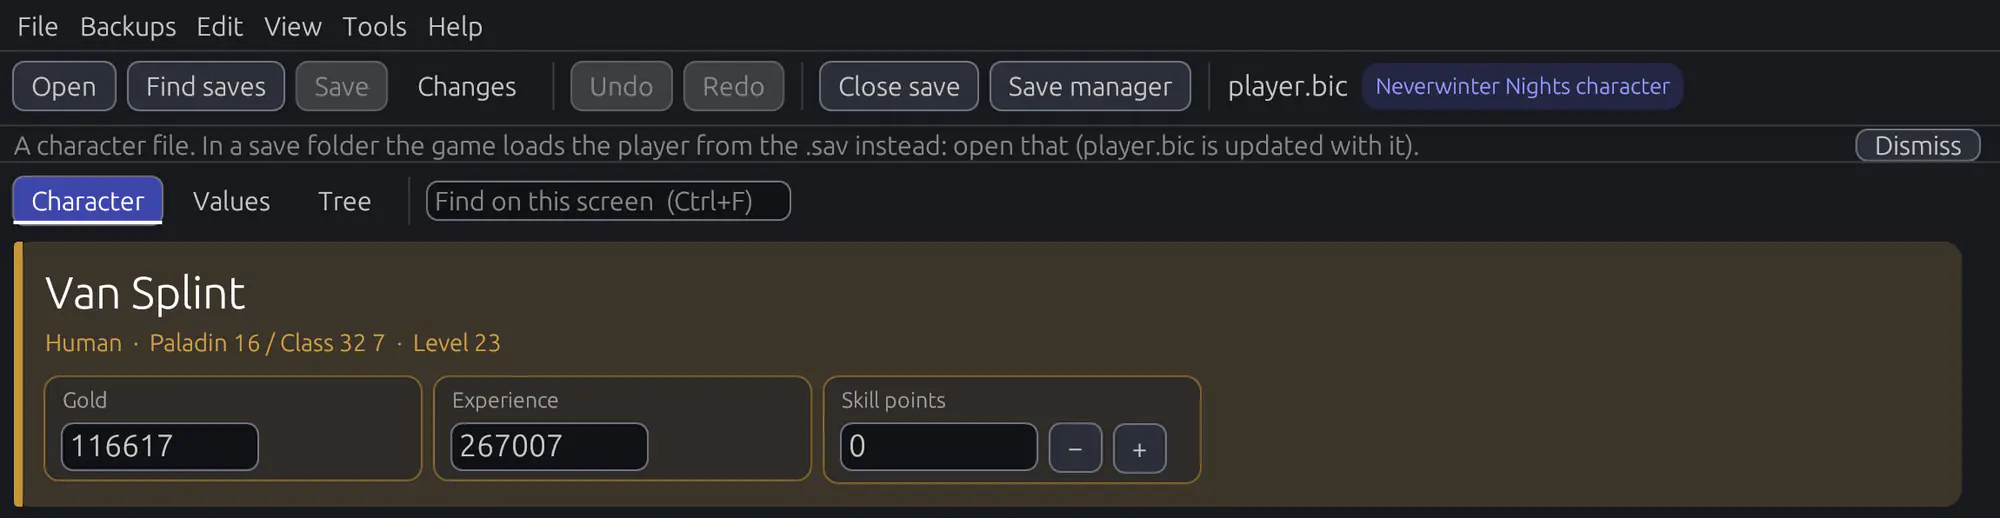 File Backups Edit View Tools Help
Open Find saves Save Changes Undo Redo Close save Save manager player.bic Neverwinter Nights character
A character file. In a save folder the game loads the player from the .sav instead: open that (player.bic is updated with it). Dismiss
Character Values Tree Find on this screen (Ctrl+F)
Van Splint
Human · Paladin 16 / Class 32 7 · Level 23
Gold Experience Skill points
116617 267007 0 − +